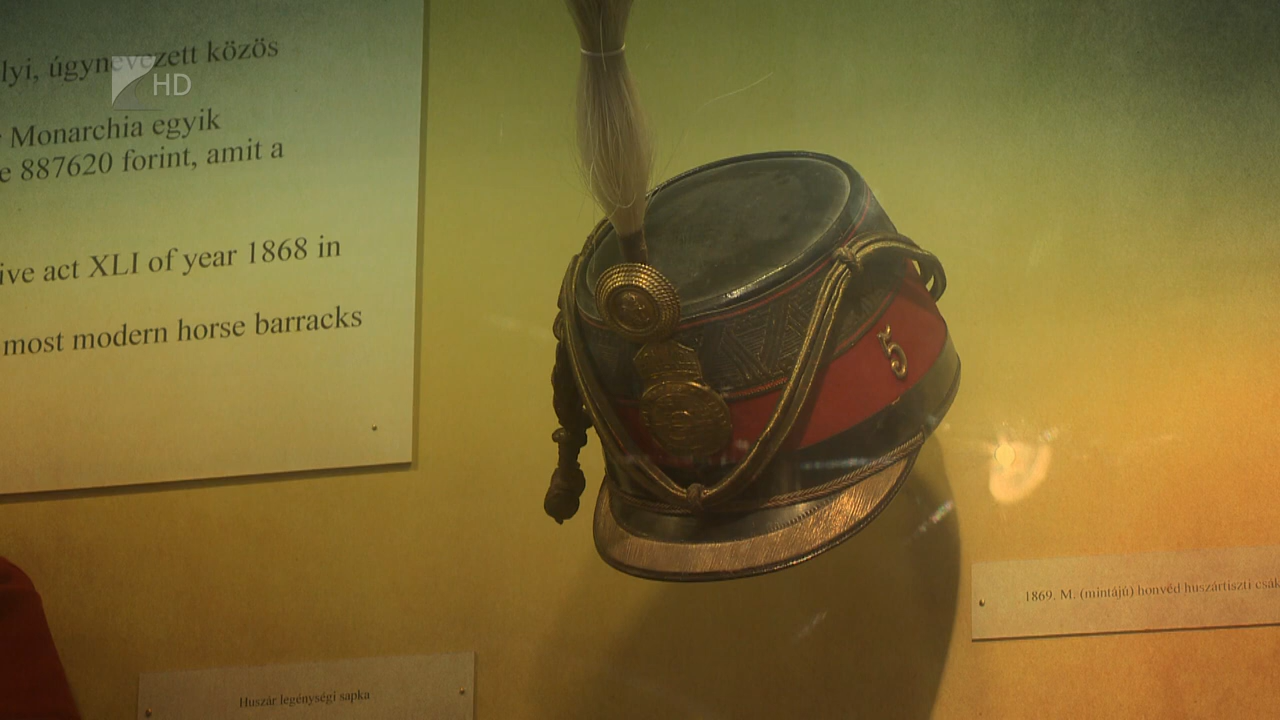 lyi, úgynevezett közös
HD
Monarchia egyik
e 887620 forint, amit a
ive act XLI of year 1868 in
most modern horse barracks
5
1869. M. (mintájú) honvéd huszártiszti csák
Huszár legénységi sapka